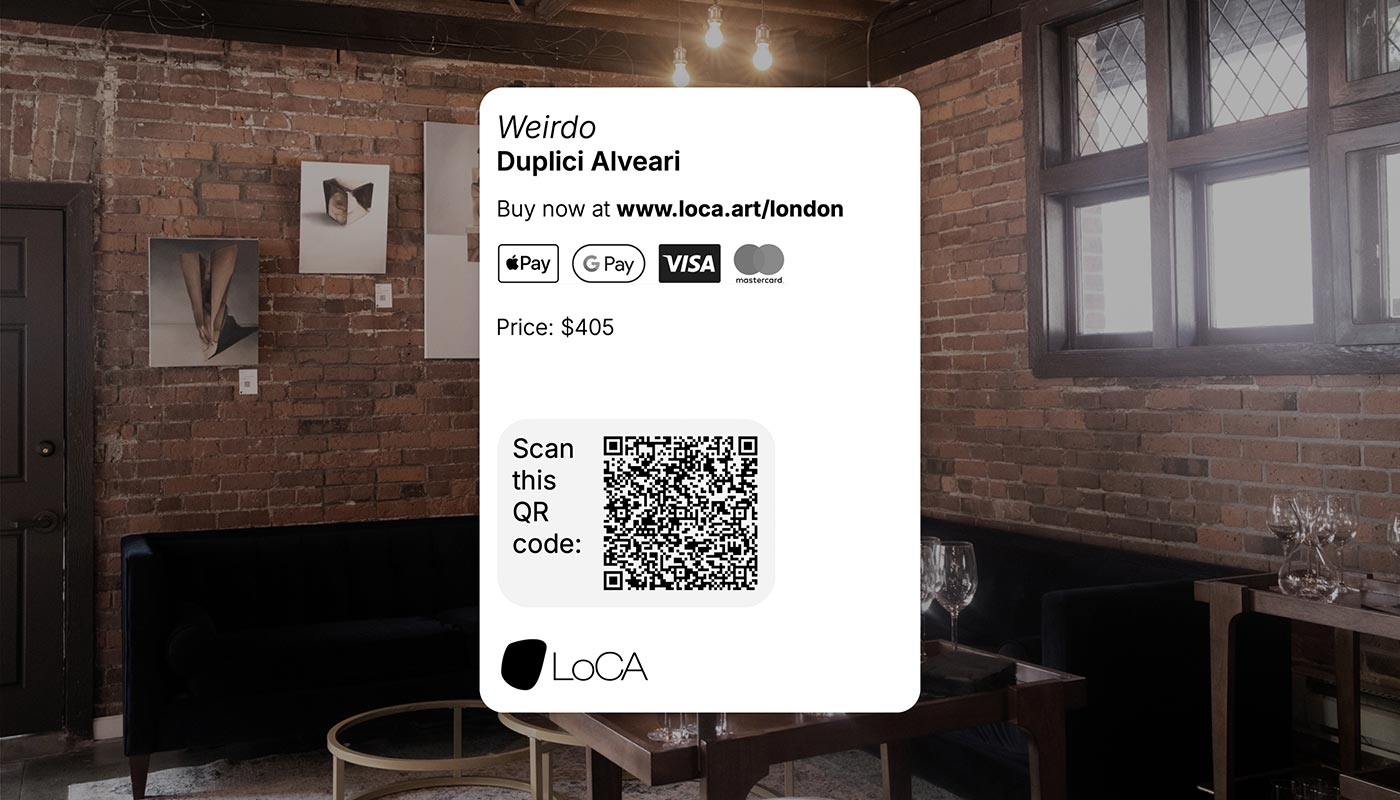 Weirdo
Duplici Alveari
Buy now at www.loca.art/london
Pay G Pay VISA mastercard.
Price: $405
Scan
this
QR
code:
LoCA